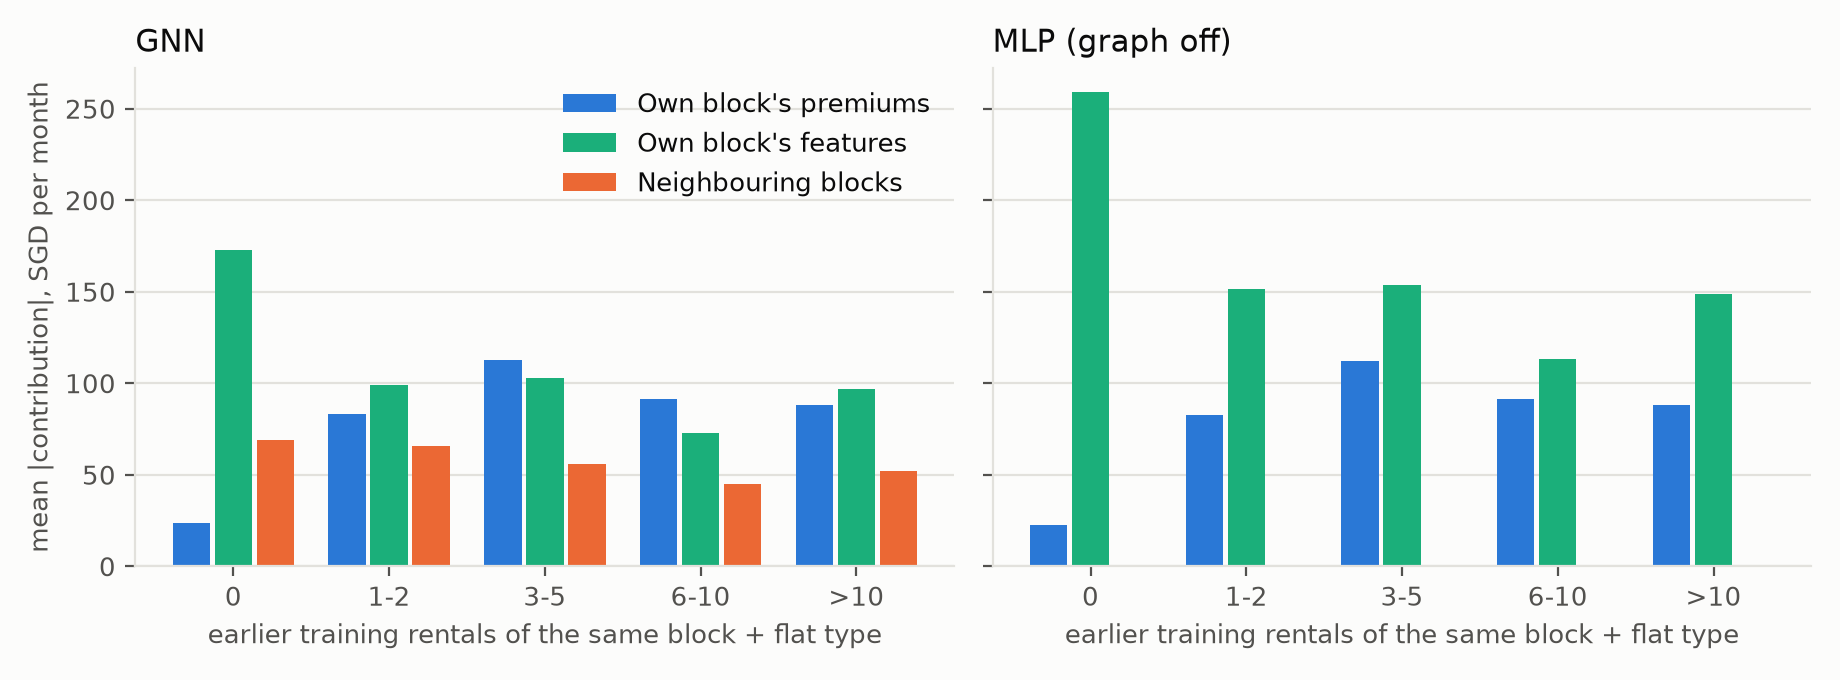 GNN
MLP (graph off)
mean |contribution|, SGD per month
250
200
150
100
50
0
Own block's premiums
Own block's features
Neighbouring blocks
0 1-2 3-5 6-10 >10
0 1-2 3-5 6-10 >10
earlier training rentals of the same block + flat type
earlier training rentals of the same block + flat type